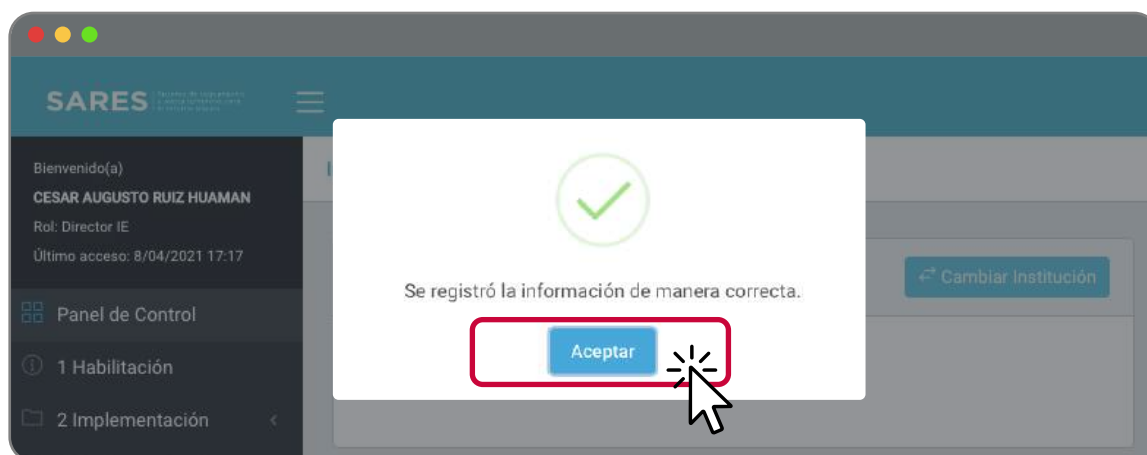 SARES
Bienvenido(a)
CESAR AUGUSTO RUIZ HUAMAN
Rol: Director IE
Último acceso: 8/04/2021 17:17
Cambiar Institución
Panel de Control
1 Habilitación
2 Implementación
Se registró la información de manera correcta.
Aceptar